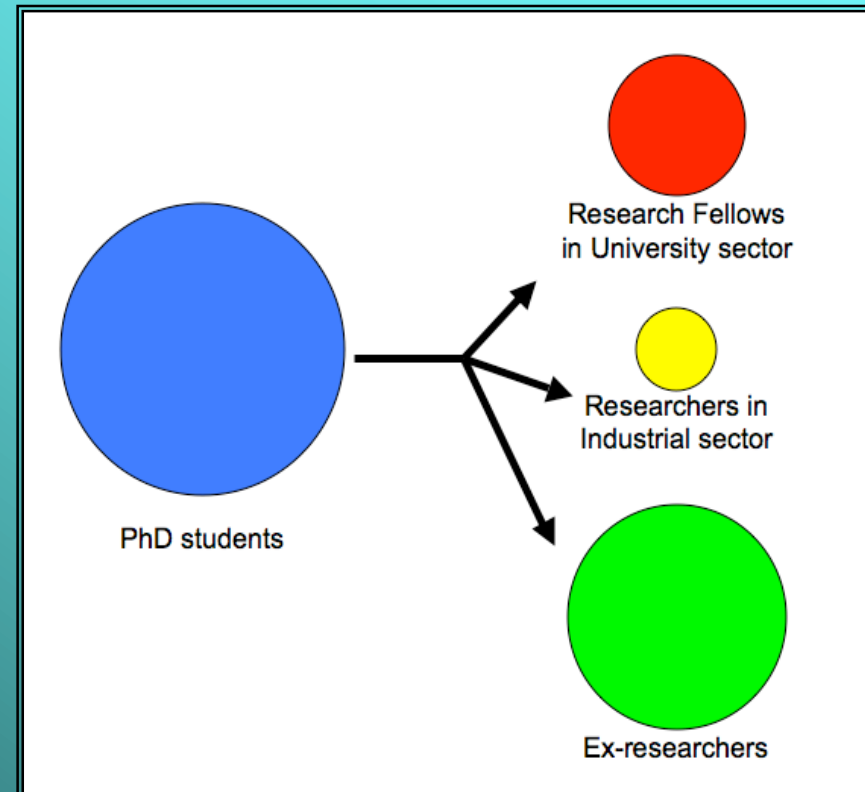 Research Fellows
in University sector
Researchers in
Industrial sector
PhD students
Ex-researchers